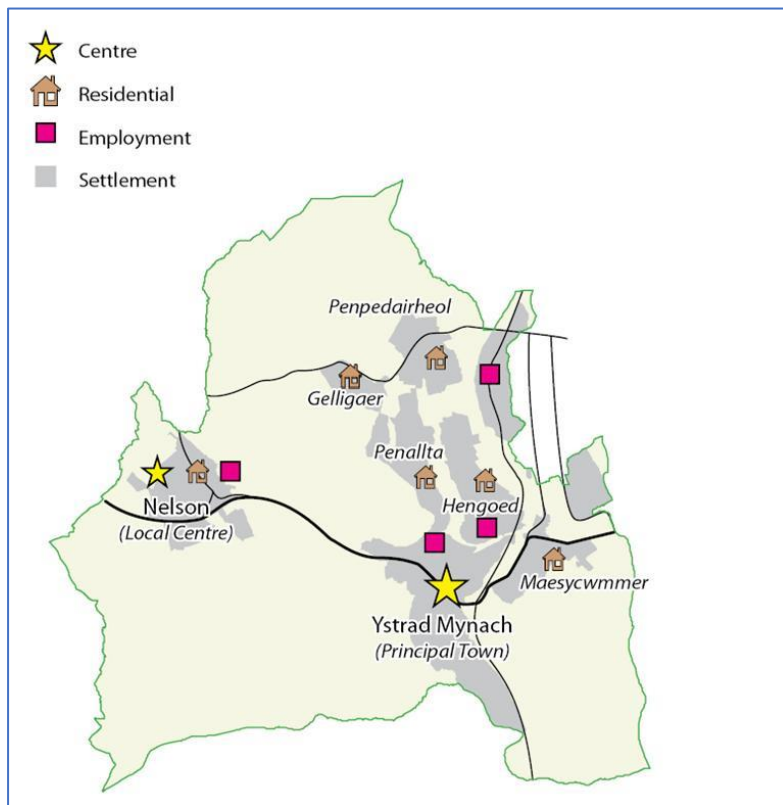 Centre
Residential
Employment
Settlement
Penpedairheol
Gelligaer
Penallta
Hengoed
Nelson
(Local Centre)
Maesycwmmer
Ystrad Mynach
(Principal Town)